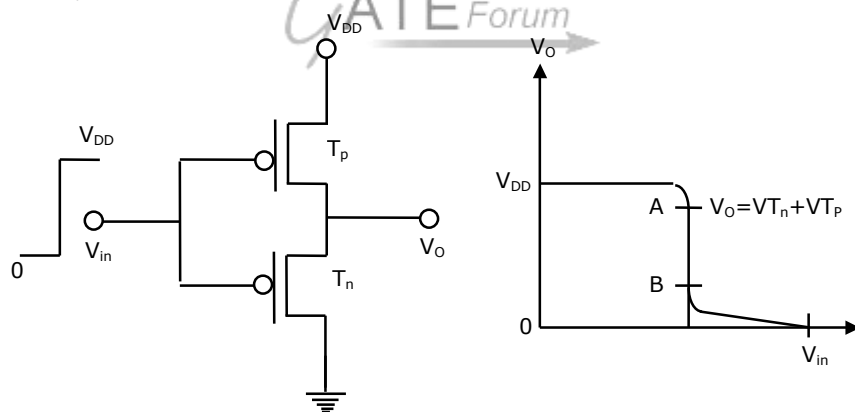 GATE Forum
V_DD
V_DD
T_p
0
V_in
V_O
T_n
V_O
V_DD
A
V_O=VT_n+VT_P
B
0
V_in